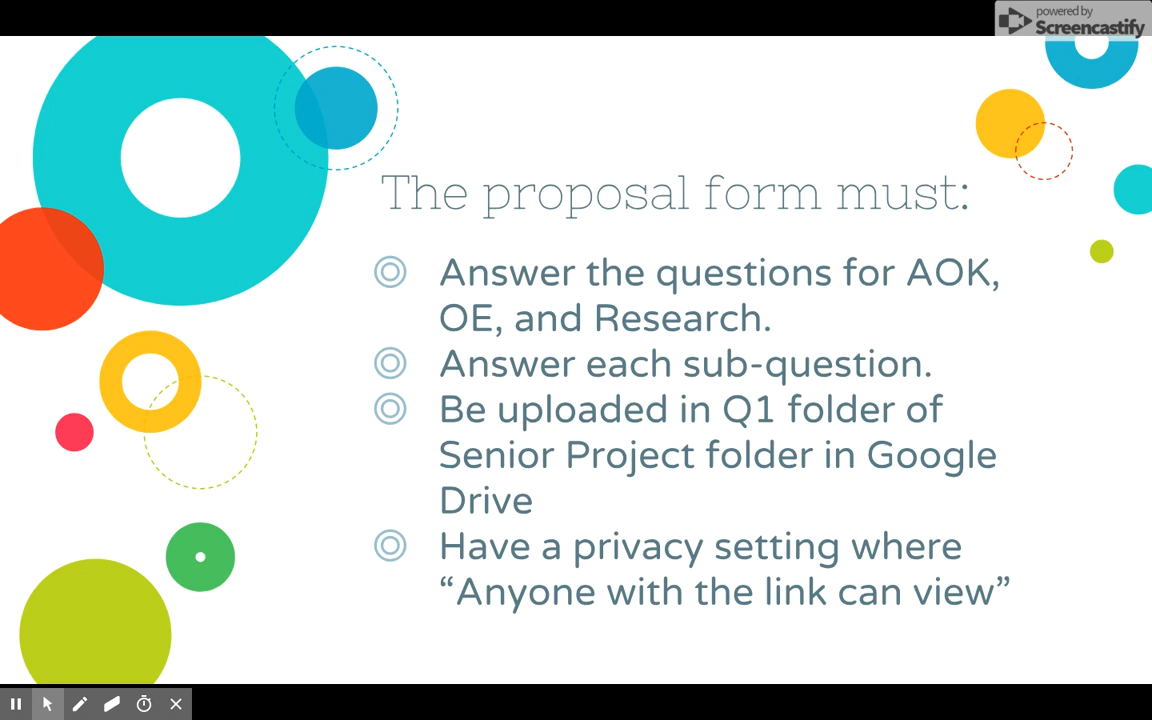 powered by
Screencastify
The proposal form must:
Answer the questions for AOK,
OE, and Research.
Answer each sub-question.
Be uploaded in Q1 folder of
Senior Project folder in Google
Drive
Have a privacy setting where
“Anyone with the link can view”